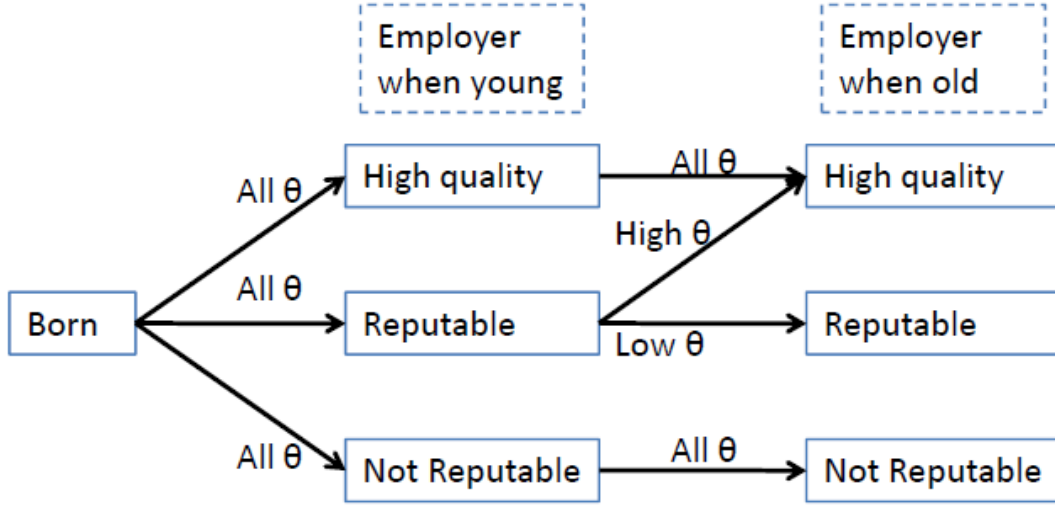 Employer
when young
Employer
when old
All θ
High quality
All θ
High quality
High θ
Born
All θ
Reputable
Low θ
Reputable
All θ
Not Reputable
All θ
Not Reputable